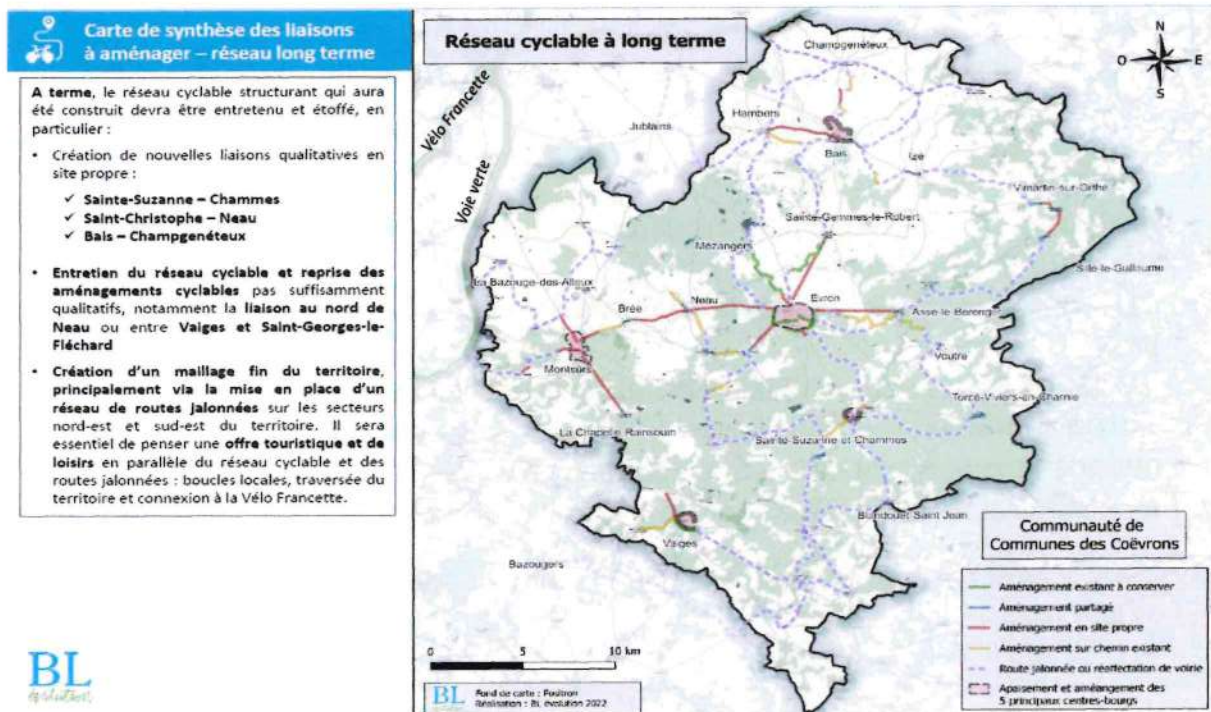 Carte de synthèse des liaisons
à aménager – réseau long terme
A terme, le réseau cyclable structurant qui aura
été construit devra être entretenu et étoffé, en
particulier :
• Création de nouvelles liaisons qualitatives en
site propre :
✓ Sainte-Suzanne – Chammes
✓ Saint-Christophe – Neau
✓ Bais – Champgenéteux
• Entretien du réseau cyclable et reprise des
aménagements cyclables pas suffisamment
qualitatifs, notamment la liaison au nord de
Neau ou entre Vaiges et Saint-Georges-le-
Fléchard
• Création d'un maillage fin du territoire,
principalement via la mise en place d'un
réseau de routes jalonnées sur les secteurs
nord-est et sud-est du territoire. Il sera
essentiel de penser une offre touristique et de
loisirs en parallèle du réseau cyclable et des
routes jalonnées : boucles locales, traversée du
territoire et connexion à la Vélo Francette.
BL
évolution
Réseau cyclable à long terme
N
O
E
S
Vélo Francette
Voie verte
Champgenéteux
Hambers
Jublains
Bais
Izé
Vimartin-sur-Orthe
Sainte-Gemmes-le-Robert
Mézangers
Sillé-le-Guillaume
La Bazouge-des-Alleux
Brée
Neau
Evron
Assé-le-Bérenger
Voutré
Montsûrs
Torcé-Viviers-en-Charnie
La Chapelle-Rainsouin
Sainte-Suzanne et Chammes
Blandouet-Saint Jean
Vaiges
Bazougers
0
5
10 km
BL
Fond de carte : Positron
Réalisation : BL évolution 2022
Communauté de
Communes des Coëvrons
Aménagement existant à conserver
Aménagement partagé
Aménagement en site propre
Aménagement sur chemin existant
Route jalonnée ou réaffectation de voirie
Apaisement et aménagement des
5 principaux centres-bourgs